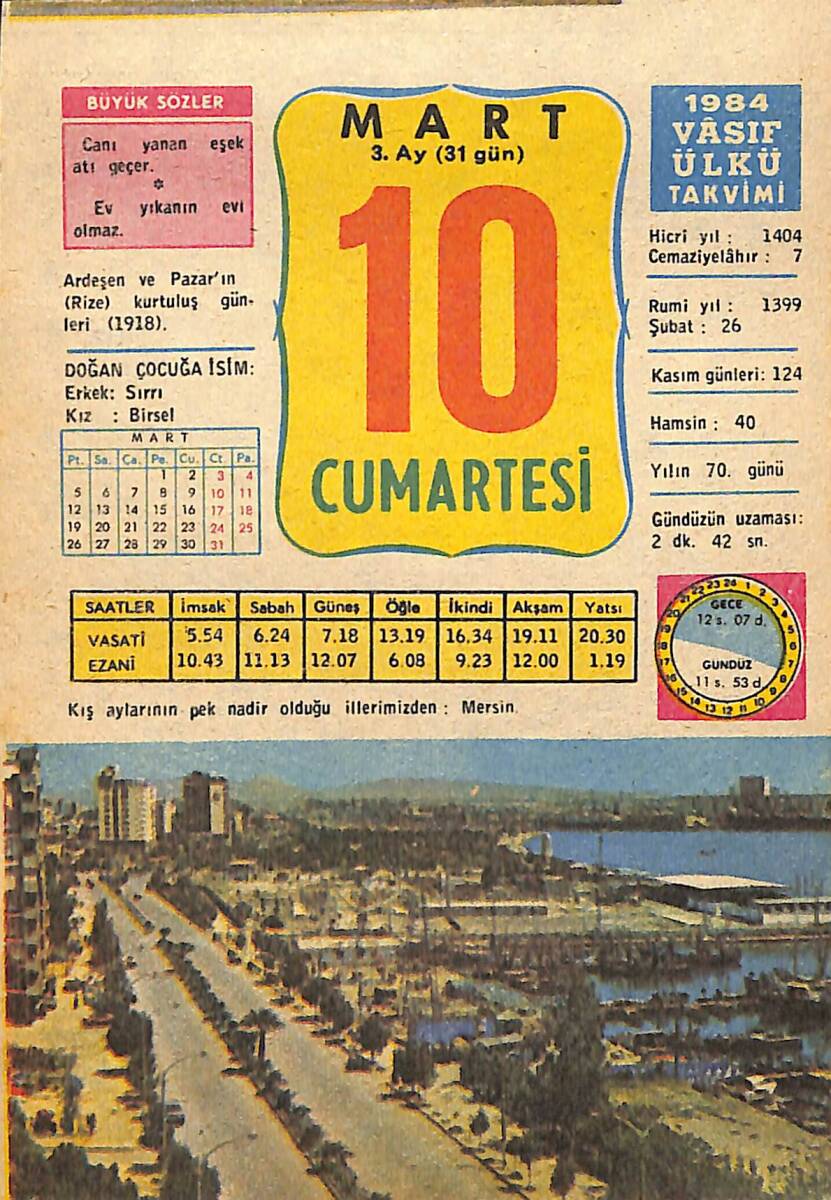 BÜYÜK SÖZLER
Canı yanan eşek
atı geçer.
Ev yıkanın evi
olmaz.
Ardeşen ve Pazar'ın
(Rize) kurtuluş gün-
leri (1918).
DOĞAN ÇOCUĞA İSİM:
Erkek: Sırrı
Kız : Birsel
MART
Pt. Sa. Ça. Pe. Cu. Ct. Pa.
1 2 3 4
5 6 7 8 9 10 11
12 13 14 15 16 17 18
19 20 21 22 23 24 25
26 27 28 29 30 31
MART
3. Ay (31 gün)
10
CUMARTESİ
1984
VÂSIF
ÜLKÜ
TAKVİMİ
Hicrî yıl : 1404
Cemaziyelâhır : 7
Rumi yıl : 1399
Şubat : 26
Kasım günleri: 124
Hamsin : 40
Yılın 70. günü
Gündüzün uzaması:
2 dk. 42 sn.
SAATLER İmsak Sabah Güneş Öğle İkindi Akşam Yatsı
VASATÎ 5.54 6.24 7.18 13.19 16.34 19.11 20.30
EZANİ 10.43 11.13 12.07 6.08 9.23 12.00 1.19
GECE
12 s. 07 d.
GÜNDÜZ
11 s. 53 d.
Kış aylarının pek nadir olduğu illerimizden : Mersin